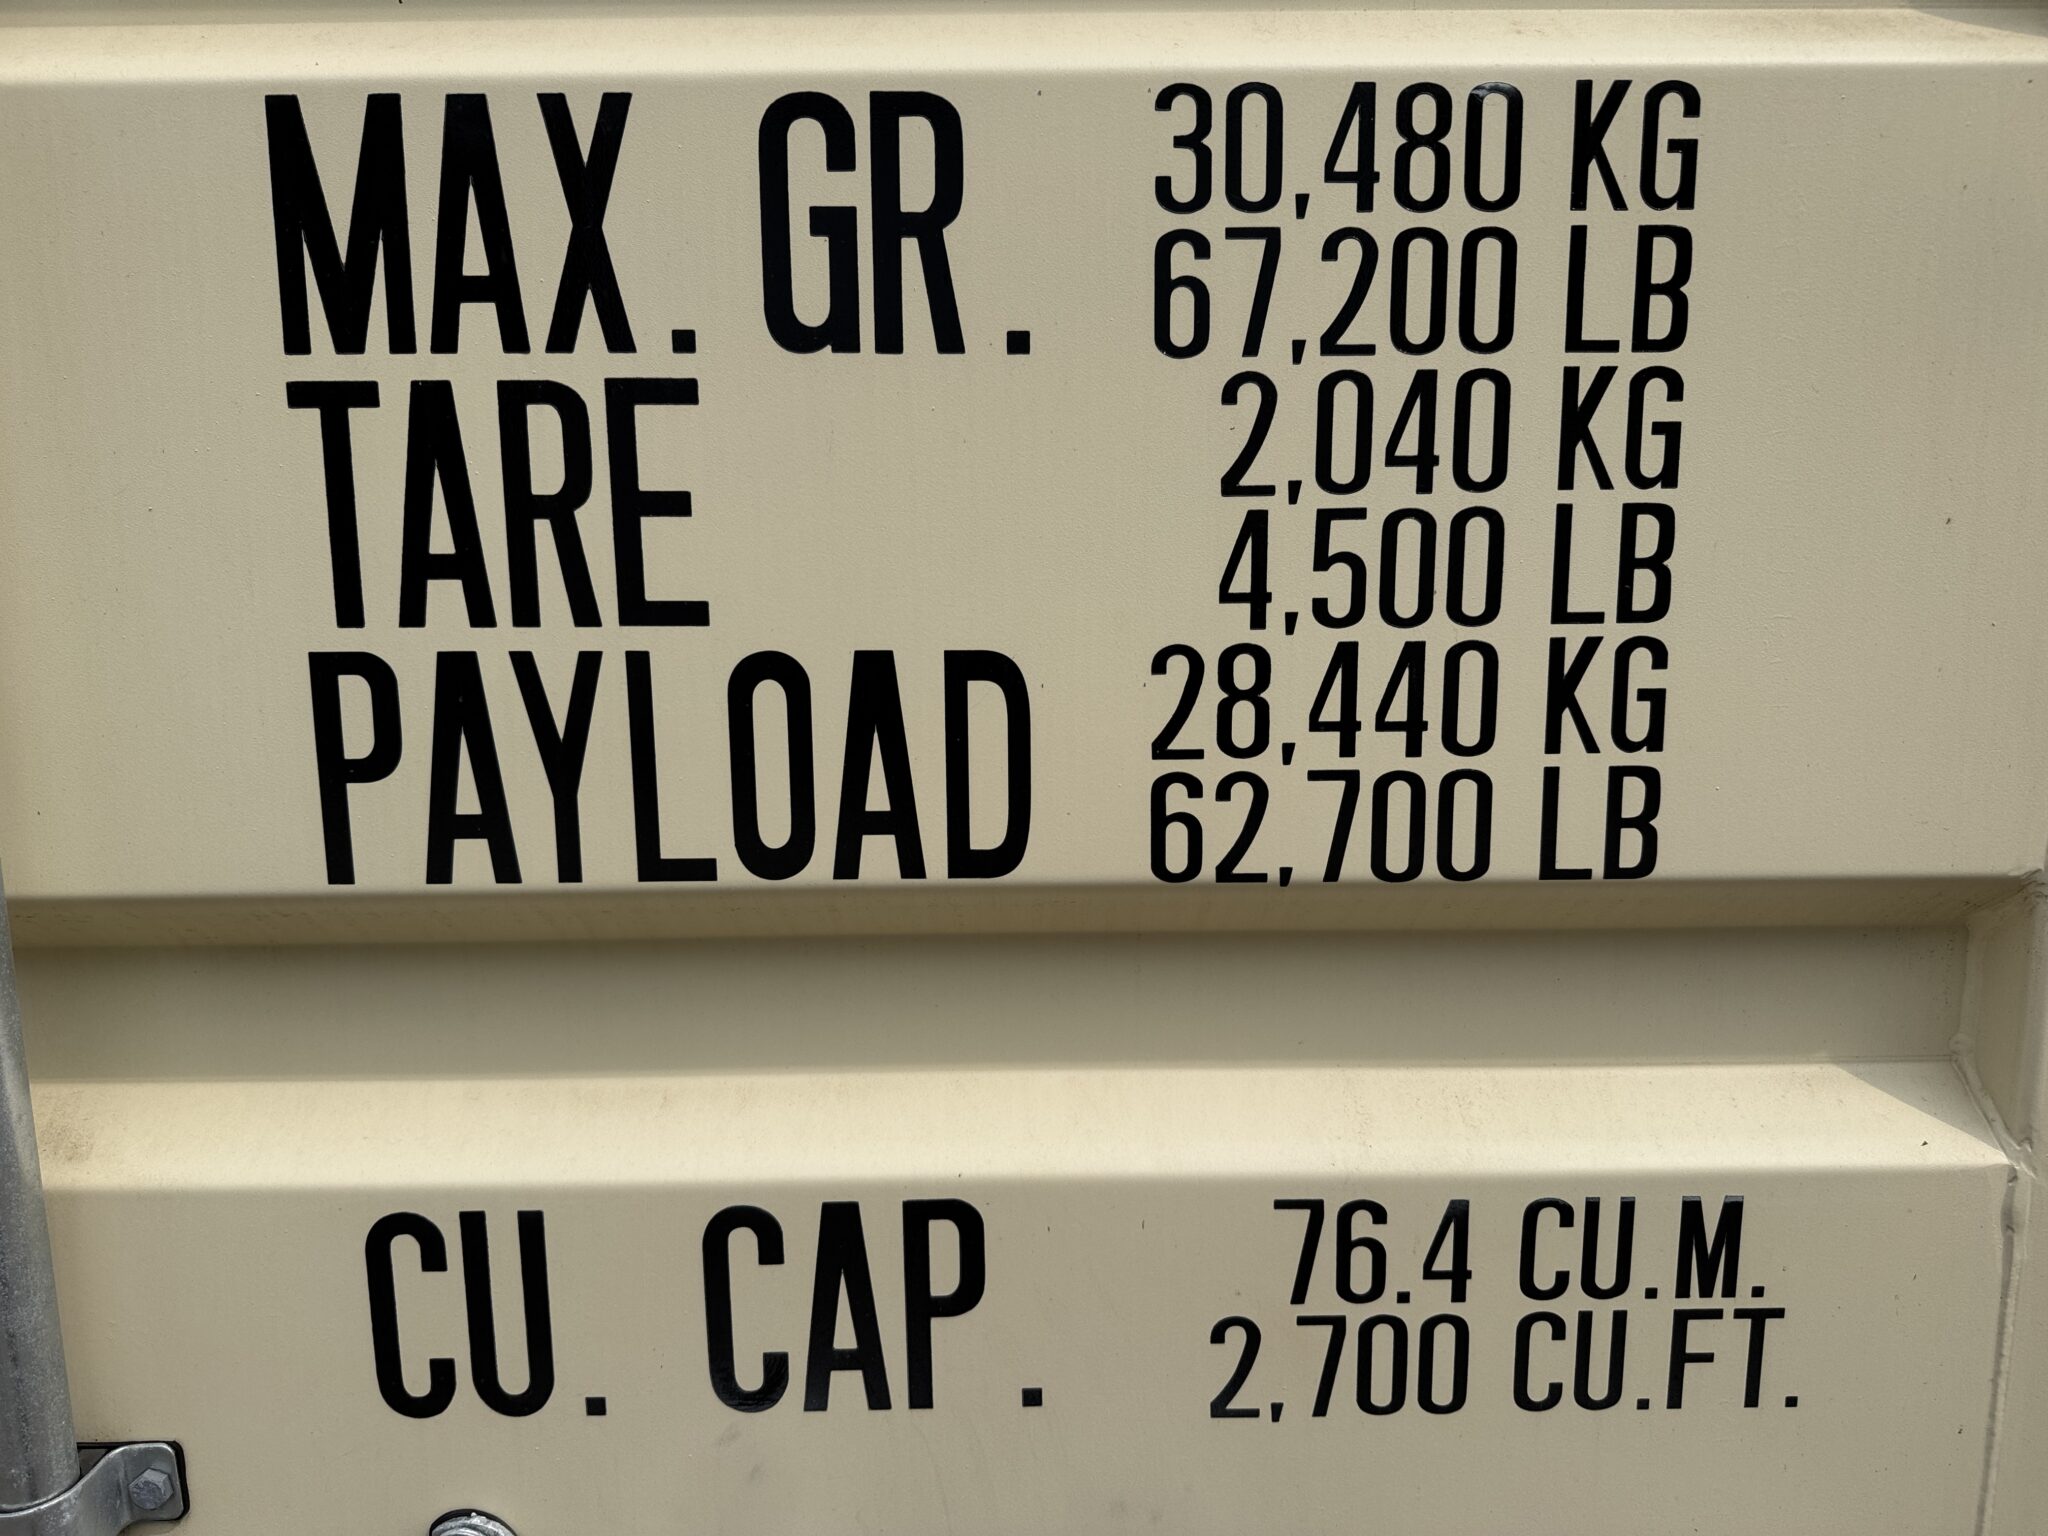 MAX. GR. 30,480 KG
67,200 LB
TARE 2,040 KG
4,500 LB
PAYLOAD 28,440 KG
62,700 LB
CU. CAP. 76.4 CU.M.
2,700 CU.FT.